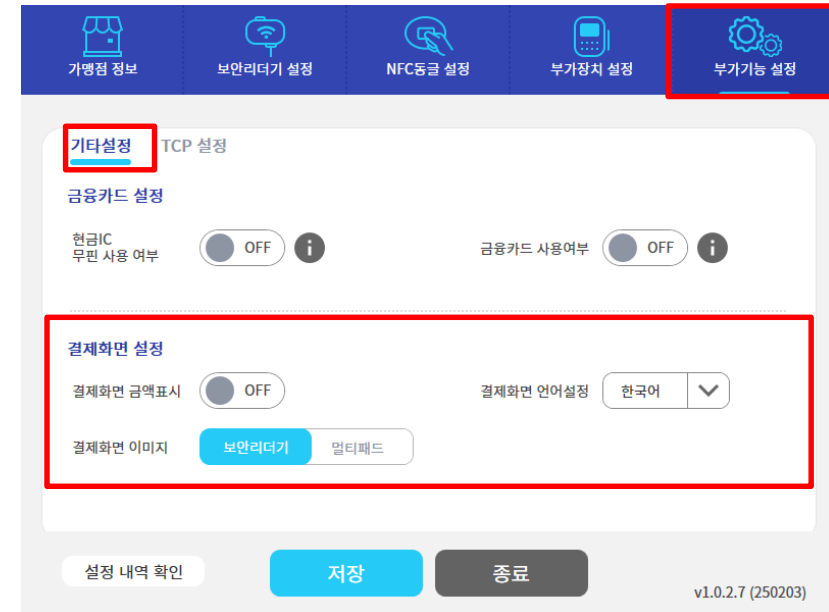 가맹점 정보
보안리더기 설정
NFC동글 설정
부가장치 설정
부가기능 설정
기타설정
TCP 설정
금융카드 설정
현금IC
무핀 사용 여부
OFF
금융카드 사용여부
OFF
결제화면 설정
결제화면 금액표시
OFF
결제화면 언어설정
한국어
결제화면 이미지
보안리더기
멀티패드
설정 내역 확인
저장
종료
v1.0.2.7 (250203)